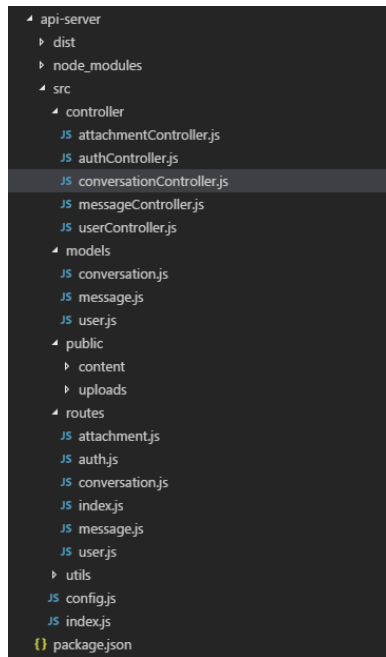 api-server
dist
node_modules
src
controller
JS attachmentController.js
JS authController.js
JS conversationController.js
JS messageController.js
JS userController.js
models
JS conversation.js
JS message.js
JS user.js
public
content
uploads
routes
JS attachment.js
JS auth.js
JS conversation.js
JS index.js
JS message.js
JS user.js
utils
JS config.js
JS index.js
{} package.json